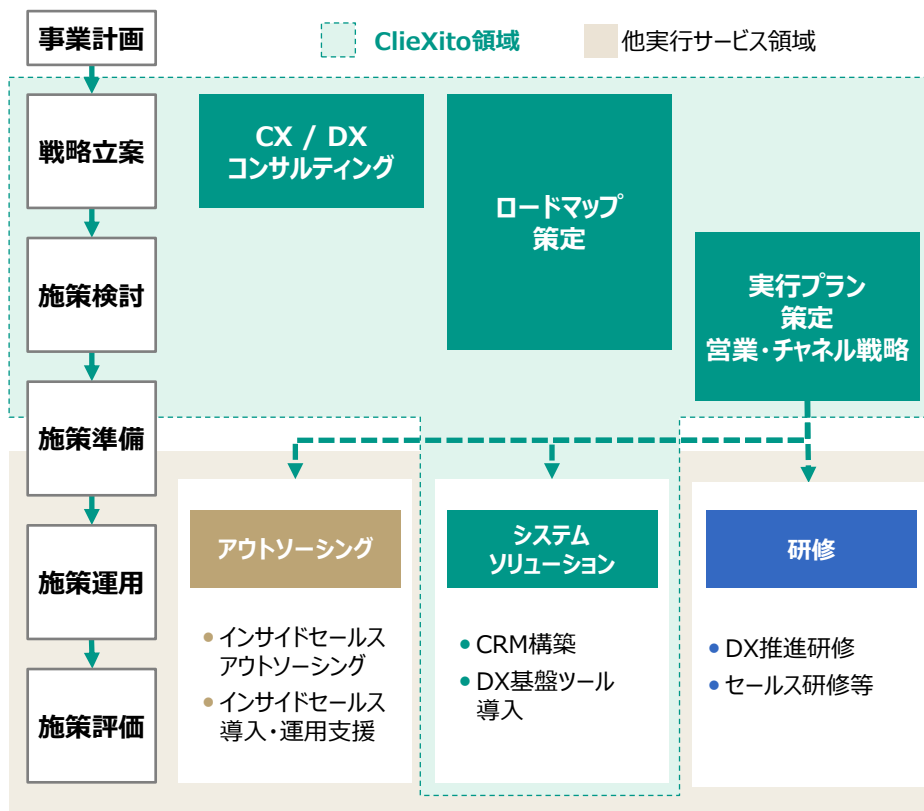 事業計画
ClieXito領域
他実行サービス領域
戦略立案
施策検討
施策準備
施策運用
施策評価
CX / DX
コンサルティング
ロードマップ
策定
実行プラン
策定
営業・チャネル戦略
アウトソーシング
• インサイドセールス
アウトソーシング
• インサイドセールス
導入・運用支援
システム
ソリューション
• CRM構築
• DX基盤ツール
導入
研修
• DX推進研修
• セールス研修等